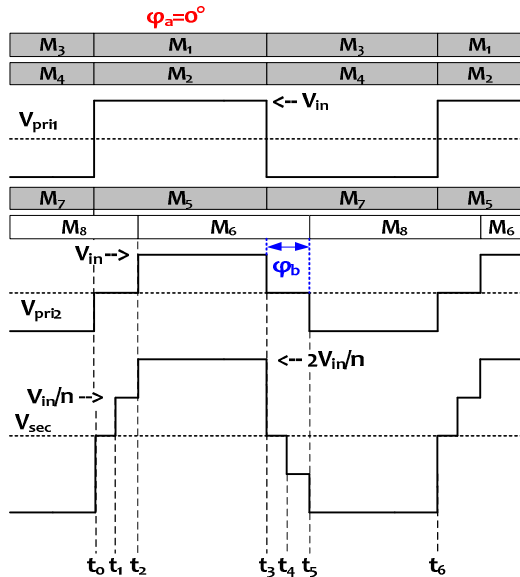 φa=0°
M3 M1 M3 M1
M4 M2 M4 M2
Vpri1
<-- Vin
M7 M5 M7 M5
M8 M6 M8 M6
Vin-->
φb
Vpri2
<-- 2Vin/n
Vin/n -->
Vsec
t0 t1 t2 t3 t4 t5 t6